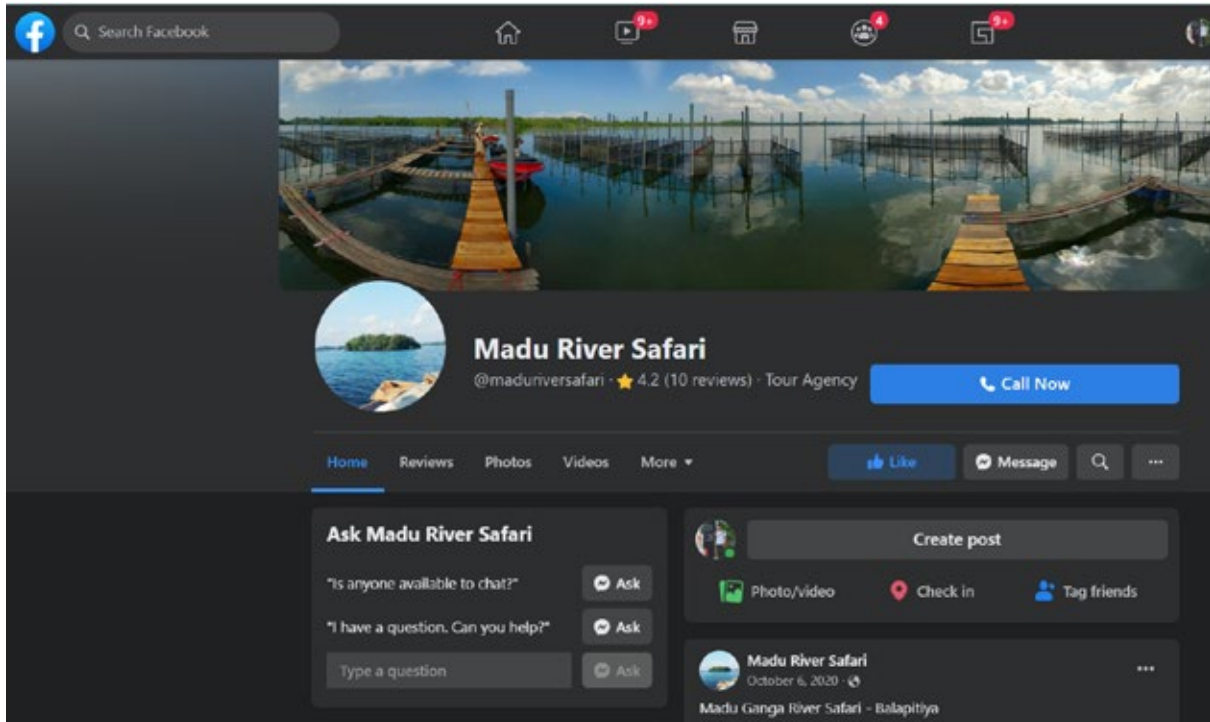 Search Facebook
9+
4
9+
Madu River Safari
@maduriversafari · 4.2 (10 reviews) · Tour Agency
Call Now
Home
Reviews
Photos
Videos
More
Like
Message
Ask Madu River Safari
"Is anyone available to chat?"
Ask
"I have a question. Can you help?"
Ask
Type a question
Ask
Create post
Photo/video
Check in
Tag friends
Madu River Safari
October 6, 2020 ·
Madu Ganga River Safari - Balapitiya